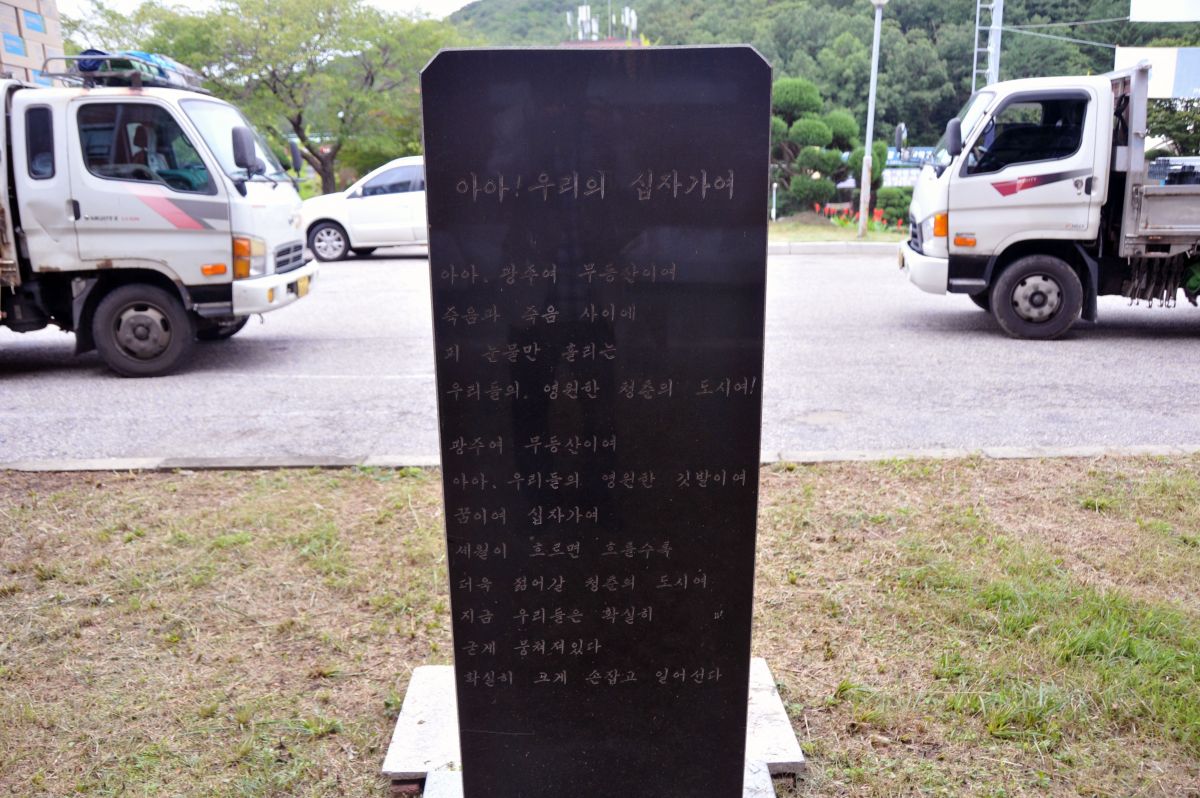 아아! 우리의 십자가여
아아, 광주여 무등산이여
죽음과 죽음 사이에
피 눈물만 흘리는
우리들의, 영원한 청춘의 도시여!
광주여 무등산이여
아아, 우리들의 영원한 깃발이여
꿈이여 십자가여
세월이 흐르면 흐를수록
더욱 젊어갈 청춘의 도시여
지금 우리들은 확실히
굳게 뭉쳐져있다
확실히 크게 손잡고 일어선다